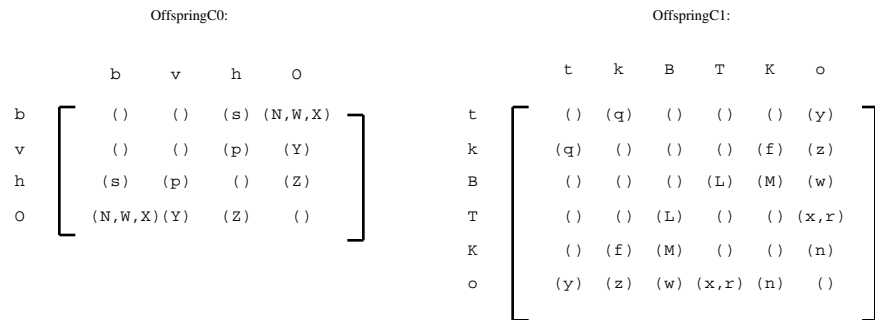 OffspringC0:
b v h O
b () () (s) (N,W,X)
v () () (p) (Y)
h (s) (p) () (Z)
O (N,W,X)(Y) (Z) ()
OffspringC1:
t k B T K o
t () (q) () () () (y)
k (q) () () () (f) (z)
B () () () (L) (M) (w)
T () () (L) () () (x,r)
K () (f) (M) () () (n)
o (y) (z) (w) (x,r) (n) ()